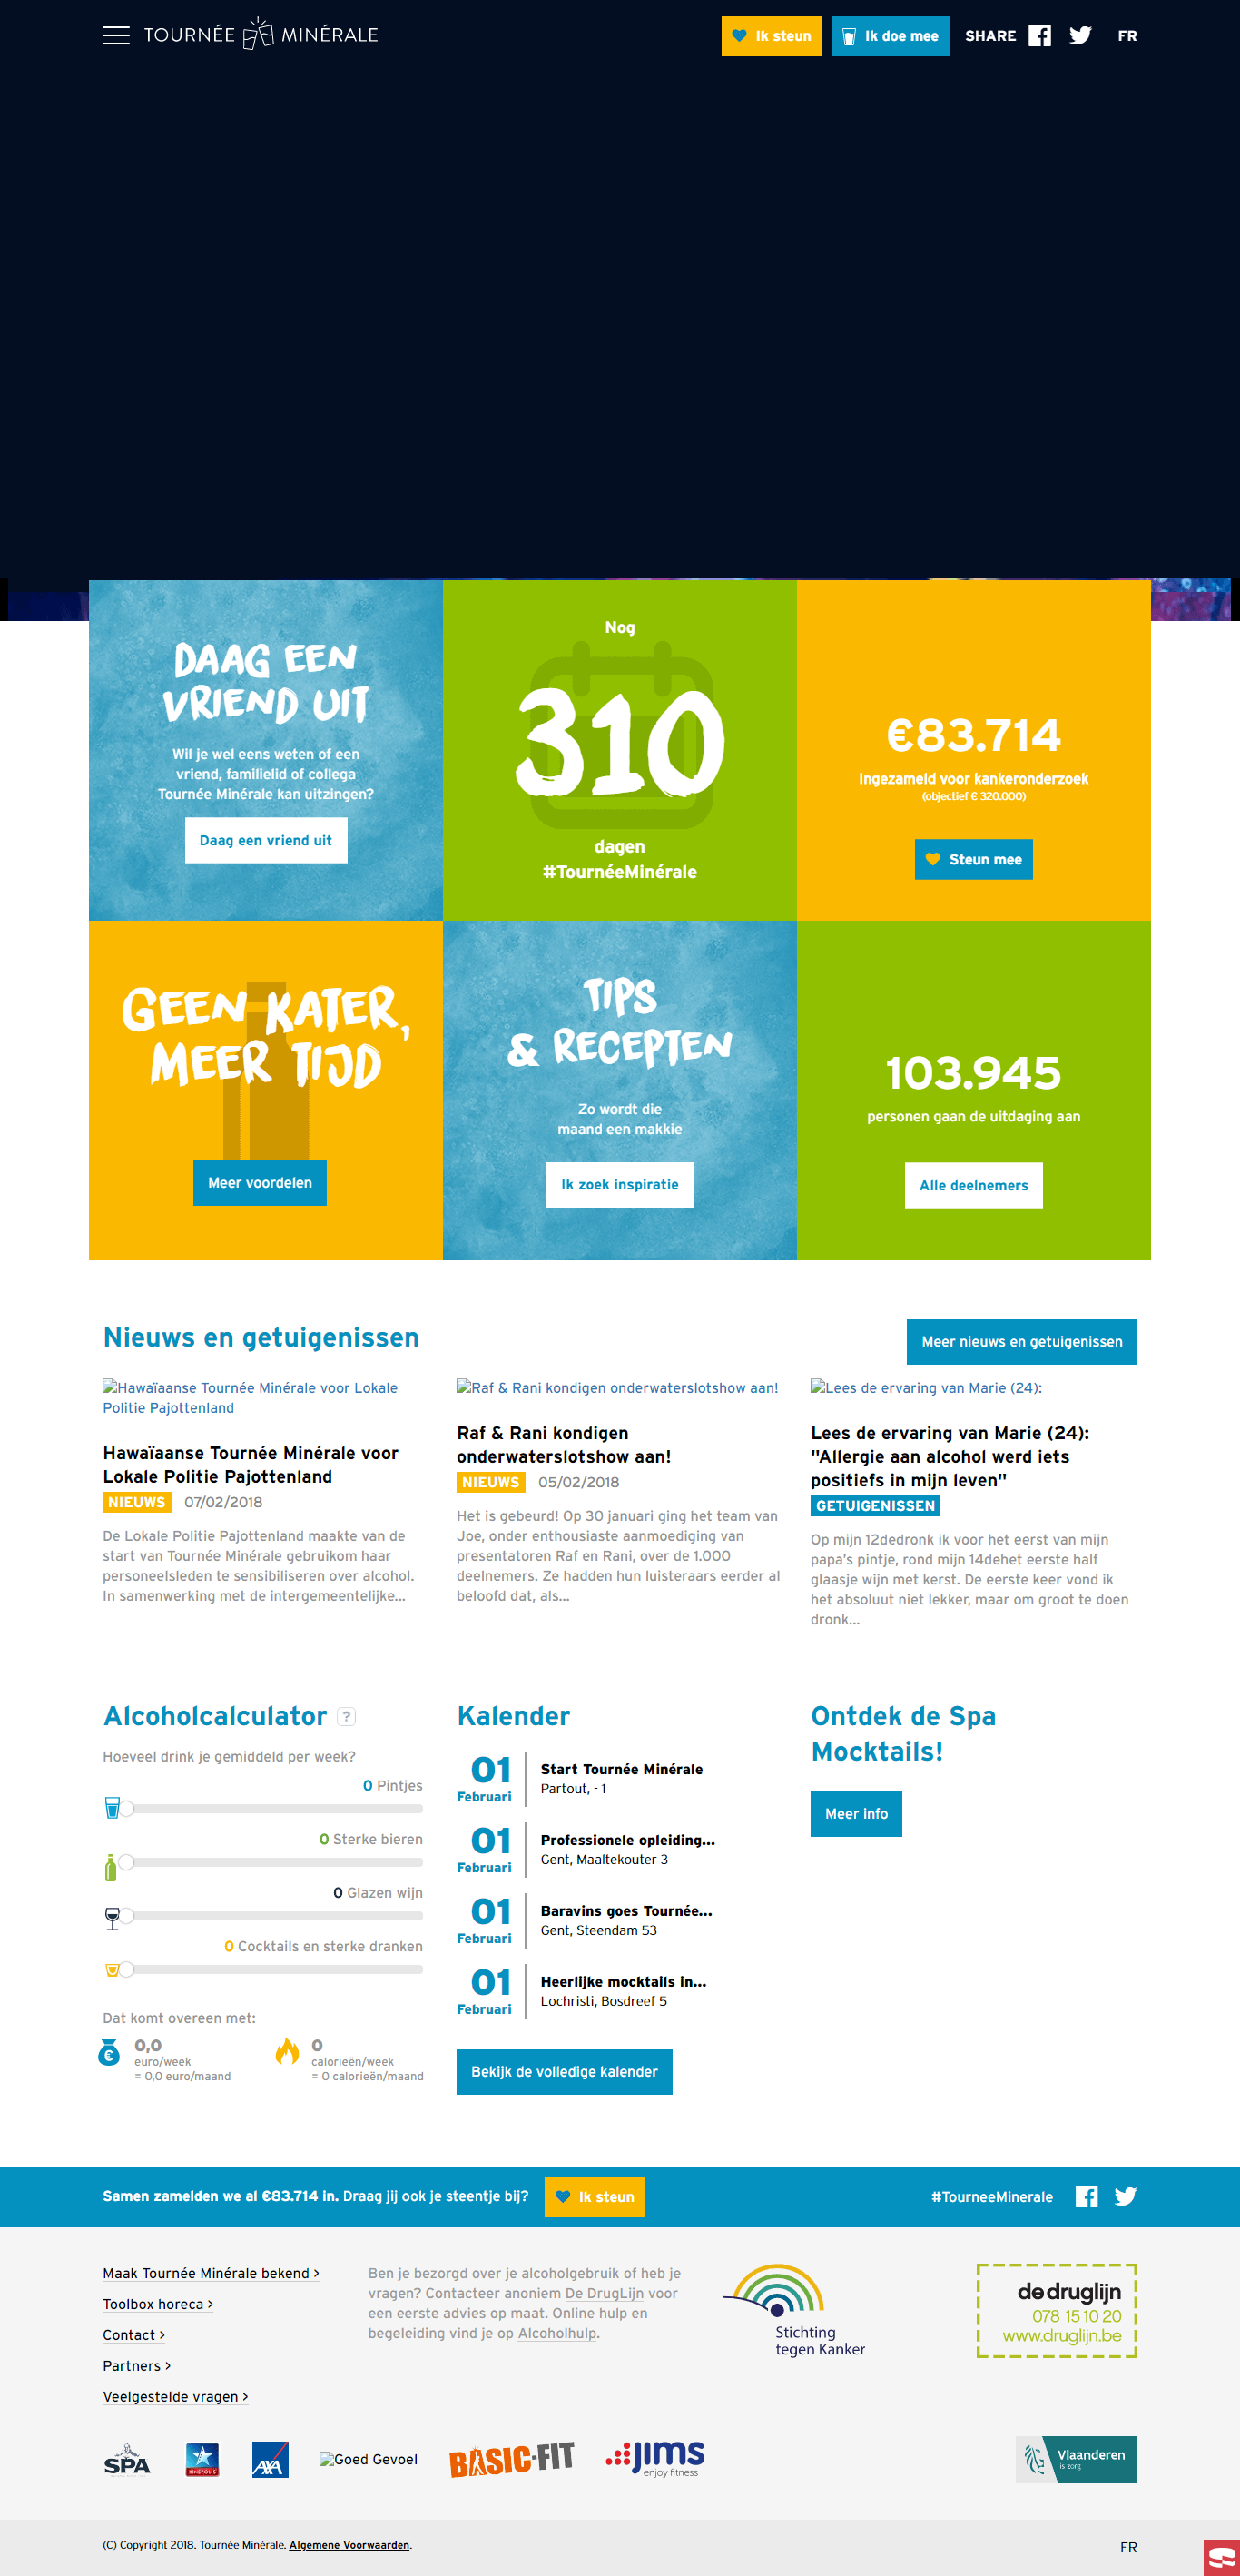 TOURNÉE MINÉRALE
Ik steun
Ik doe mee
SHARE
FR
DAAG EEN
VRIEND UIT
Wil je wel eens weten of een
vriend, familielid of collega
Tournée Minérale kan uitzingen?
Daag een vriend uit
Nog
310
dagen
#TournéeMinérale
€83.714
Ingezameld voor kankeronderzoek
(objectief € 320.000)
Steun mee
GEEN KATER,
MEER TIJD
Meer voordelen
TIPS
& RECEPTEN
Zo wordt die
maand een makkie
Ik zoek inspiratie
103.945
personen gaan de uitdaging aan
Alle deelnemers
Nieuws en getuigenissen
Meer nieuws en getuigenissen
Hawaïaanse Tournée Minérale voor Lokale
Politie Pajottenland
Hawaïaanse Tournée Minérale voor
Lokale Politie Pajottenland
NIEUWS 07/02/2018
De Lokale Politie Pajottenland maakte van de
start van Tournée Minérale gebruikom haar
personeelsleden te sensibiliseren over alcohol.
In samenwerking met de intergemeentelijke...
Raf & Rani kondigen onderwaterslotshow aan!
Raf & Rani kondigen
onderwaterslotshow aan!
NIEUWS 05/02/2018
Het is gebeurd! Op 30 januari ging het team van
Joe, onder enthousiaste aanmoediging van
presentatoren Raf en Rani, over de 1.000
deelnemers. Ze hadden hun luisteraars eerder al
beloofd dat, als...
Lees de ervaring van Marie (24):
Lees de ervaring van Marie (24):
"Allergie aan alcohol werd iets
positiefs in mijn leven"
GETUIGENISSEN
Op mijn 12dedronk ik voor het eerst van mijn
papa's pintje, rond mijn 14dehet eerste half
glaasje wijn met kerst. De eerste keer vond ik
het absoluut niet lekker, maar om groot te doen
dronk...
Alcoholcalculator ?
Hoeveel drink je gemiddeld per week?
0 Pintjes
0 Sterke bieren
0 Glazen wijn
0 Cocktails en sterke dranken
Dat komt overeen met:
0,0
euro/week
= 0,0 euro/maand
0
calorieën/week
= 0 calorieën/maand
Kalender
01
Februari
Start Tournée Minérale
Partout, - 1
01
Februari
Professionele opleiding...
Gent, Maaltekouter 3
01
Februari
Baravins goes Tournée...
Gent, Steendam 53
01
Februari
Heerlijke mocktails in...
Lochristi, Bosdreef 5
Bekijk de volledige kalender
Ontdek de Spa
Mocktails!
Meer info
Samen zamelden we al €83.714 in. Draag jij ook je steentje bij?
Ik steun
#TourneeMinerale
Maak Tournée Minérale bekend >
Toolbox horeca >
Contact >
Partners >
Veelgestelde vragen >
Ben je bezorgd over je alcoholgebruik of heb je
vragen? Contacteer anoniem De DrugLijn voor
een eerste advies op maat. Online hulp en
begeleiding vind je op Alcoholhulp.
Stichting
tegen Kanker
de druglijn
078 15 10 20
www.druglijn.be
SPA
KINEPOLIS
AXA
Goed Gevoel
BASIC-FIT
JIMS
enjoy fitness
Vlaanderen
is zorg
(C) Copyright 2018. Tournée Minérale. Algemene Voorwaarden.
FR